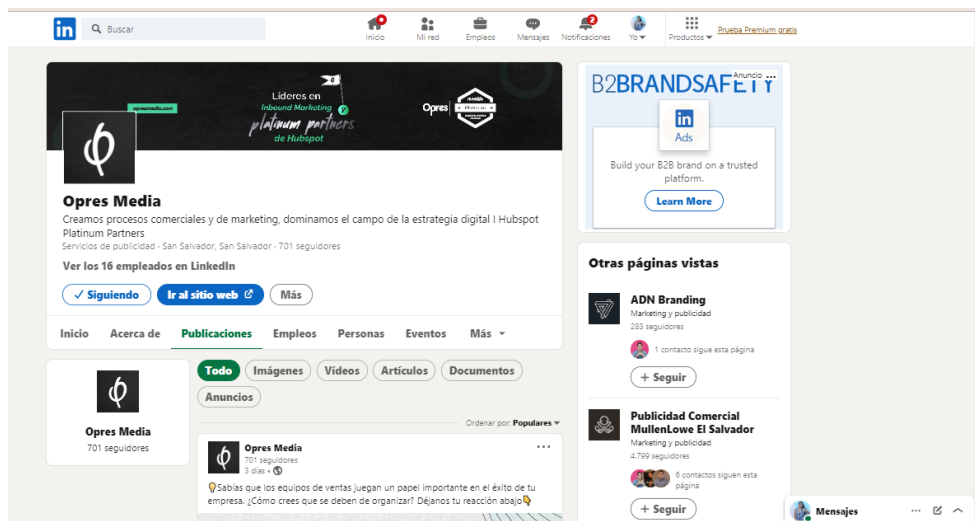 in
Buscar
Inicio
Mi red
Empleos
Mensajes
2
Notificaciones
Yo
Productos
Prueba Premium gratis
opresmedia.com
Líderes en
Inbound Marketing
platinum partners
de Hubspot
Opres
Opres Media
Creamos procesos comerciales y de marketing, dominamos el campo de la estrategia digital I Hubspot
Platinum Partners
Servicios de publicidad · San Salvador, San Salvador · 701 seguidores
Ver los 16 empleados en LinkedIn
Siguiendo
Ir al sitio web
Más
Inicio
Acerca de
Publicaciones
Empleos
Personas
Eventos
Más
Opres Media
701 seguidores
Todo
Imágenes
Vídeos
Artículos
Documentos
Anuncios
Ordenar por: Populares
Opres Media
701 seguidores
3 días •
Sabías que los equipos de ventas juegan un papel importante en el éxito de tu
empresa. ¿Cómo crees que se deben de organizar? Déjanos tu reacción abajo
Anuncio ...
B2BRANDSAFETY
in
Ads
Build your B2B brand on a trusted
platform.
Learn More
Otras páginas vistas
ADN Branding
Marketing y publicidad
283 seguidores
1 contacto sigue esta página
+ Seguir
Publicidad Comercial
MullenLowe El Salvador
Marketing y publicidad
4.799 seguidores
6 contactos siguen esta
página
+ Seguir
Mensajes